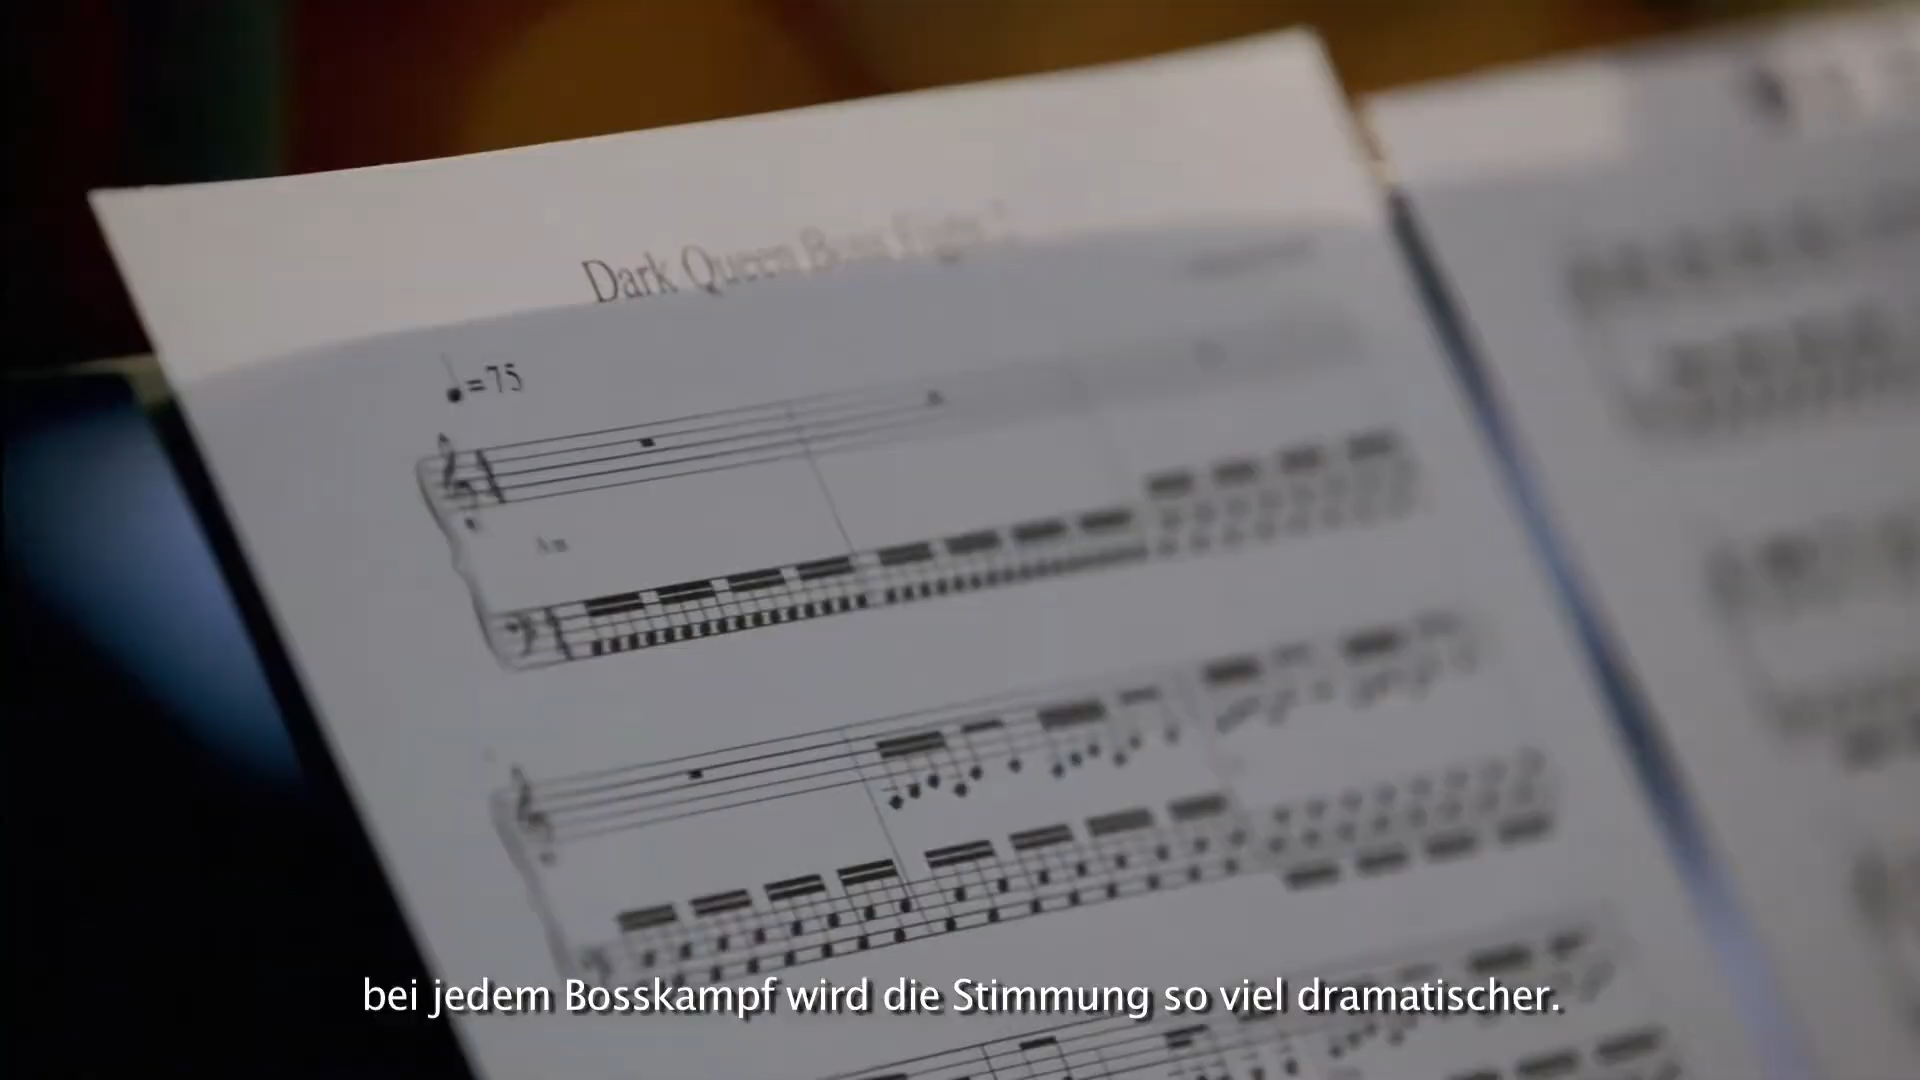 Dark Queen Boss Fight
♩=75
Am
bei jedem Bosskampf wird die Stimmung so viel dramatischer.